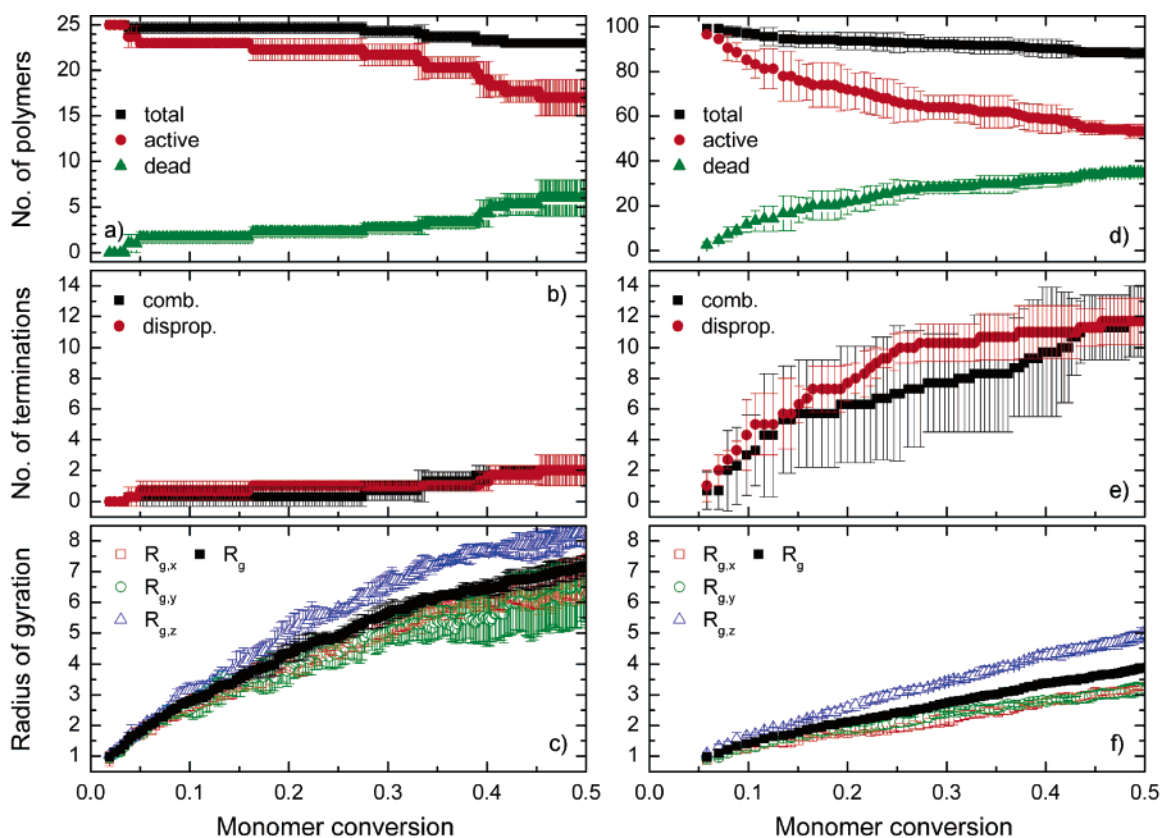 No. of polymers
25
20
15
10
5
0
total
active
dead
a)
100
80
60
40
20
0
total
active
dead
d)
No. of terminations
14
12
10
8
6
4
2
0
comb.
disprop.
b)
14
12
10
8
6
4
2
0
comb.
disprop.
e)
Radius of gyration
8
7
6
5
4
3
2
1
Rg,x
Rg
Rg,y
Rg,z
c)
8
7
6
5
4
3
2
1
Rg,x
Rg
Rg,y
Rg,z
f)
0.0 0.1 0.2 0.3 0.4 0.5
0.0 0.1 0.2 0.3 0.4 0.5
Monomer conversion
Monomer conversion